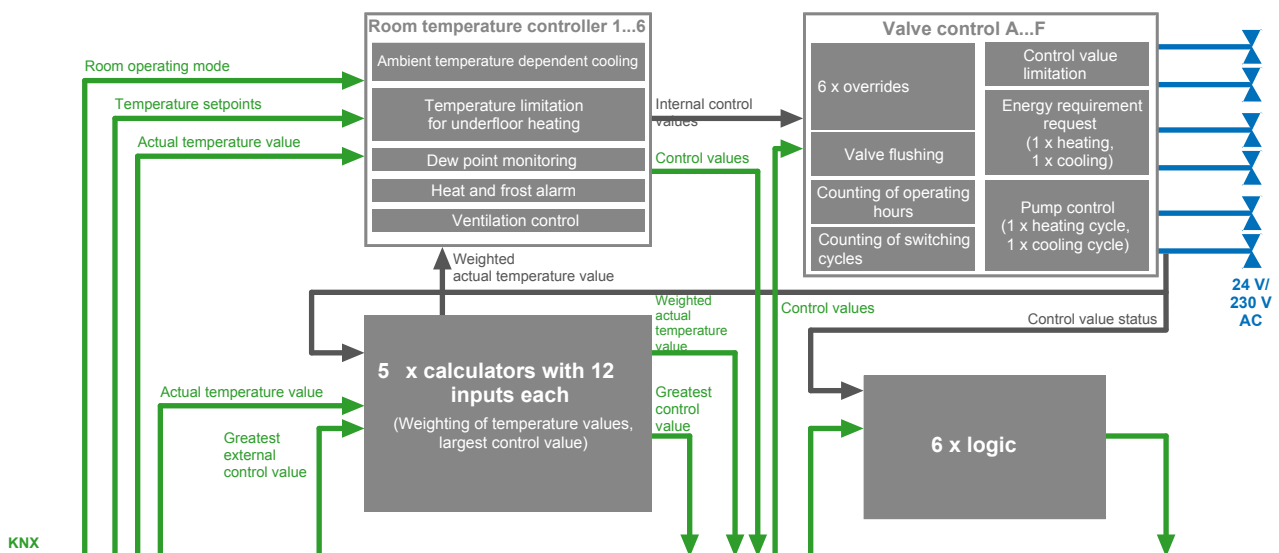 Room temperature controller 1...6
Ambient temperature dependent cooling
Temperature limitation
for underfloor heating
Dew point monitoring
Heat and frost alarm
Ventilation control
Room operating mode
Temperature setpoints
Actual temperature value
Internal control
values
Control values
Valve control A...F
6 x overrides
Valve flushing
Counting of operating
hours
Counting of switching
cycles
Control value
limitation
Energy requirement
request
(1 x heating,
1 x cooling)
Pump control
(1 x heating cycle,
1 x cooling cycle)
24 V/
230 V
AC
Weighted
actual temperature value
Weighted
actual
temperature
value
Control values
Control value status
5 x calculators with 12
inputs each
(Weighting of temperature values,
largest control value)
Actual temperature value
Greatest
external
control value
Greatest
control
value
6 x logic
KNX